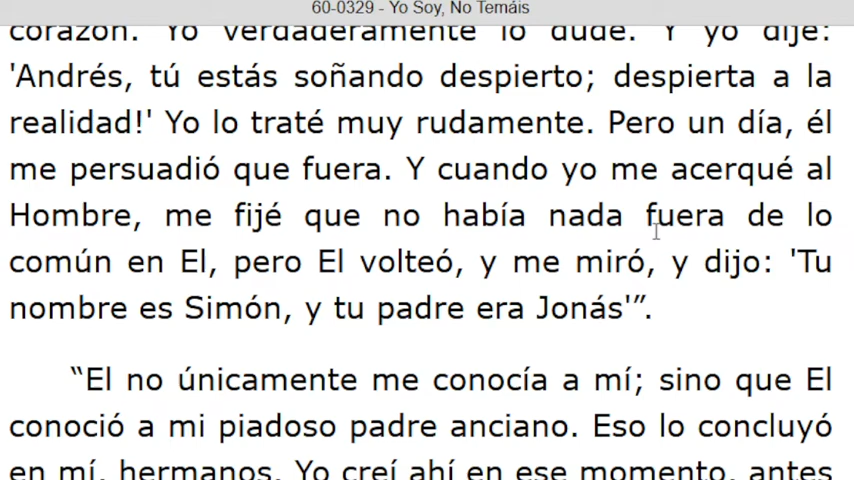 60-0329 - Yo Soy, No Temáis
corazón. Yo verdaderamente lo dudé. Y yo dije:
'Andrés, tú estás soñando despierto; despierta a la
realidad!' Yo lo traté muy rudamente. Pero un día, él
me persuadió que fuera. Y cuando yo me acerqué al
Hombre, me fijé que no había nada fuera de lo
común en El, pero El volteó, y me miró, y dijo: 'Tu
nombre es Simón, y tu padre era Jonás'”.
“El no únicamente me conocía a mí; sino que El
conoció a mi piadoso padre anciano. Eso lo concluyó
en mí, hermanos. Yo creí ahí en ese momento, antes